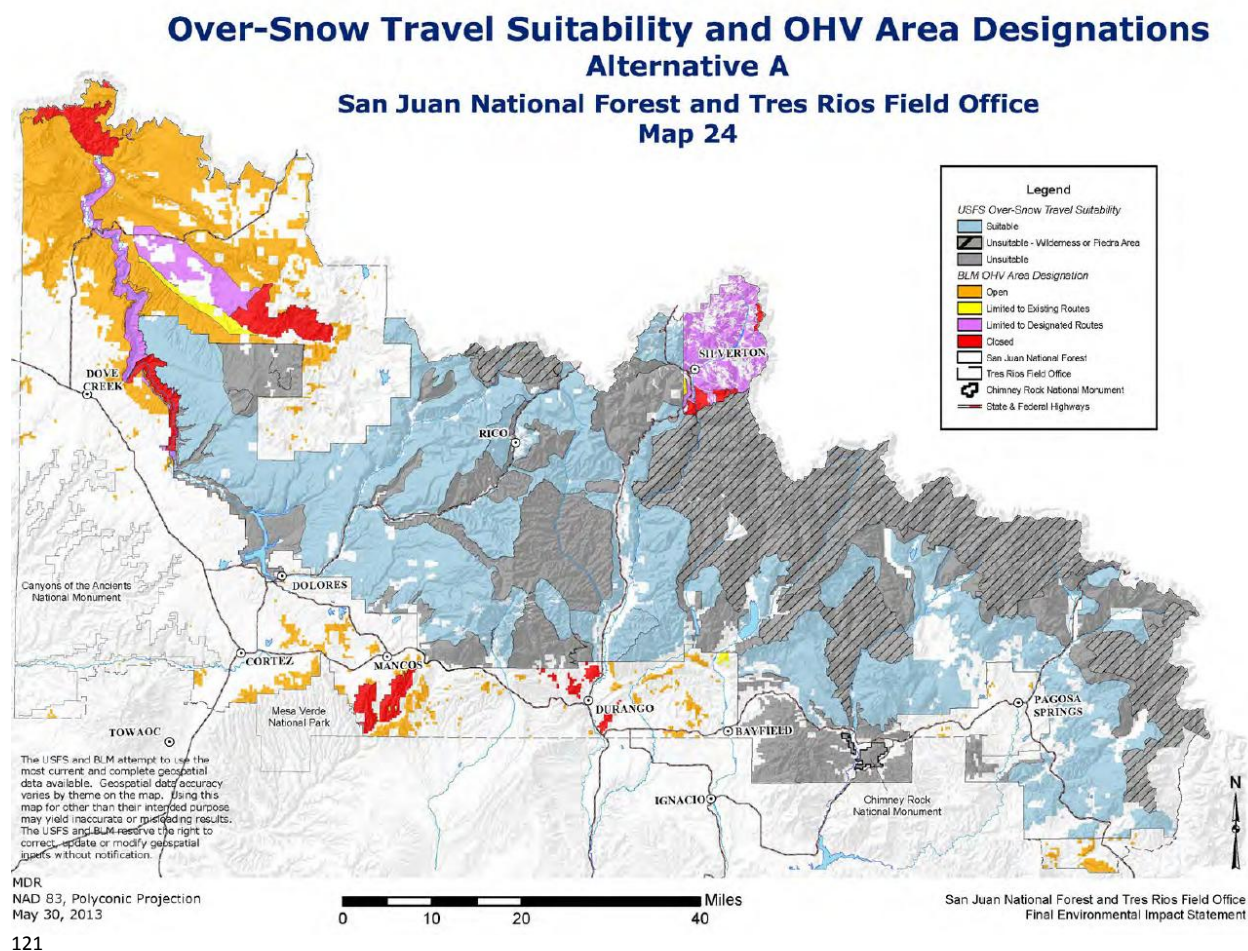 Over-Snow Travel Suitability and OHV Area Designations
Alternative A
San Juan National Forest and Tres Rios Field Office
Map 24
Legend
USFS Over-Snow Travel Suitability
Suitable
Unsuitable - Wilderness or Piedra Area
Unsuitable
BLM OHV Area Designation
Open
Limited to Existing Routes
Limited to Designated Routes
Closed
San Juan National Forest
Tres Rios Field Office
Chimney Rock National Monument
State & Federal Highways
SILVERTON
DOVE
CREEK
RICO
Canyons of the Ancients
National Monument
DOLORES
CORTEZ
MANCOS
Mesa Verde
National Park
DURANGO
PAGOSA
SPRINGS
TOWAOC
BAYFIELD
IGNACIO
Chimney Rock
National Monument
The USFS and BLM attempt to use the
most current and complete geospatial
data available. Geospatial data accuracy
varies by theme on the map. Using this
map for other than their intended purpose
may yield inaccurate or misleading results.
The USFS and BLM reserve the right to
correct, update or modify geospatial
inputs without notification.
N
MDR
NAD 83, Polyconic Projection
May 30, 2013
Miles
0 10 20 40
San Juan National Forest and Tres Rios Field Office
Final Environmental Impact Statement
121